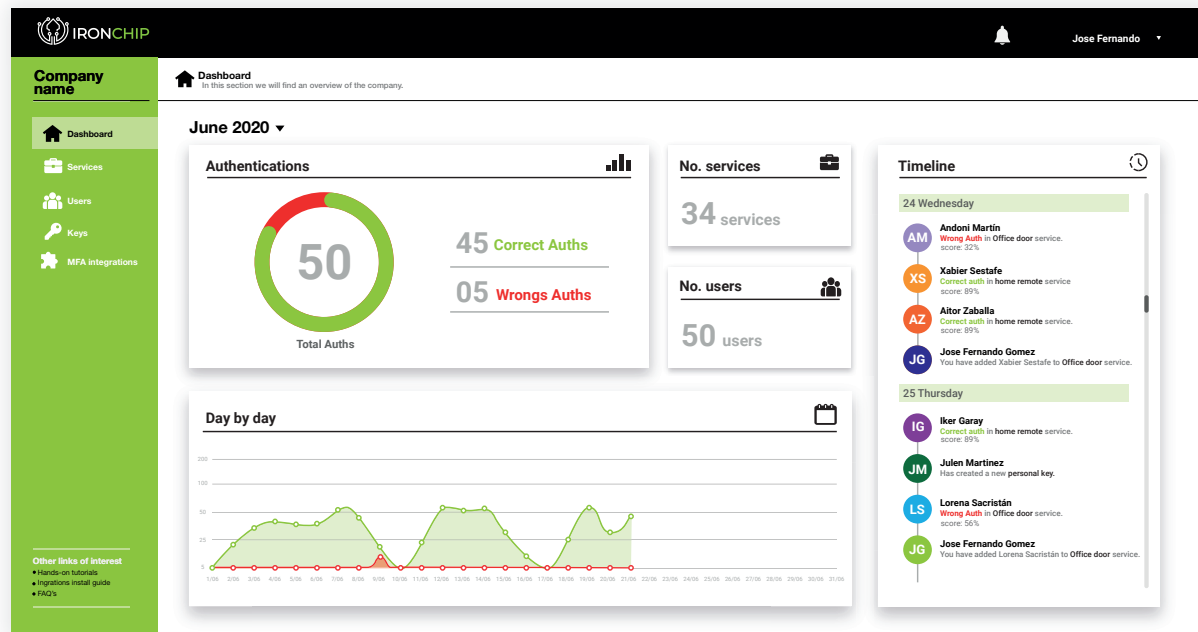 IRONCHIP
Jose Fernando
Company
name
Dashboard
Services
Users
Keys
MFA integrations
Other links of interest
Hands-on tutorials
Ingrations install guide
FAQ's
Dashboard
In this section we will find an overview of the company.
June 2020
Authentications
50
Total Auths
45 Correct Auths
05 Wrongs Auths
No. services
34 services
No. users
50 users
Day by day
200
100
50
25
5
1/06 2/06 3/06 4/06 5/06 6/06 7/06 8/06 9/06 10/06 11/06 12/06 13/06 14/06 15/06 16/06 17/06 18/06 19/06 20/06 21/06 22/06 23/06 24/06 25/06 26/06 27/06 28/06 29/06 30/06 31/06
Timeline
24 Wednesday
AM
Andoni Martín
Wrong Auth in Office door service.
score: 32%
XS
Xabier Sestafe
Correct auth in home remote service
score: 89%
AZ
Aitor Zaballa
Correct auth in home remote service.
score: 89%
JG
Jose Fernando Gomez
You have added Xabier Sestafe to Office door service.
25 Thursday
IG
Iker Garay
Correct auth in home remote service.
score: 89%
JM
Julen Martinez
Has created a new personal key.
LS
Lorena Sacristán
Wrong Auth in Office door service.
score: 56%
JG
Jose Fernando Gomez
You have added Lorena Sacristán to Office door service.